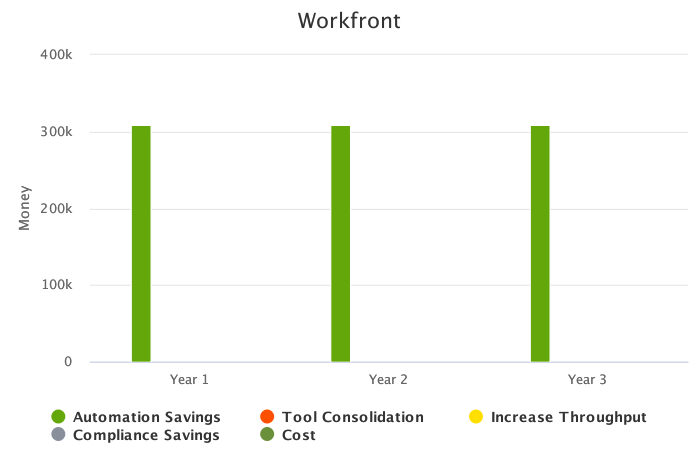 Workfront
400k
300k
200k
100k
0
Money
Year 1
Year 2
Year 3
Automation Savings
Tool Consolidation
Increase Throughput
Compliance Savings
Cost